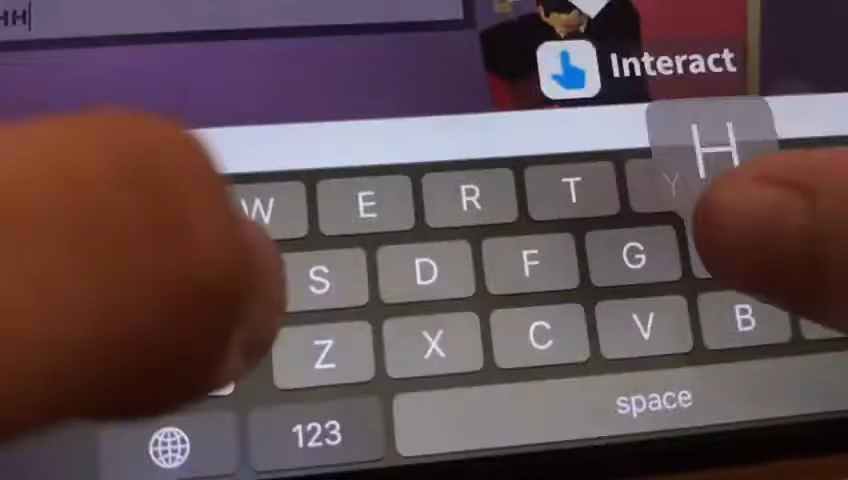 HH
Interact
H
W E R T Y
S D F G
Z X C V B
123 space